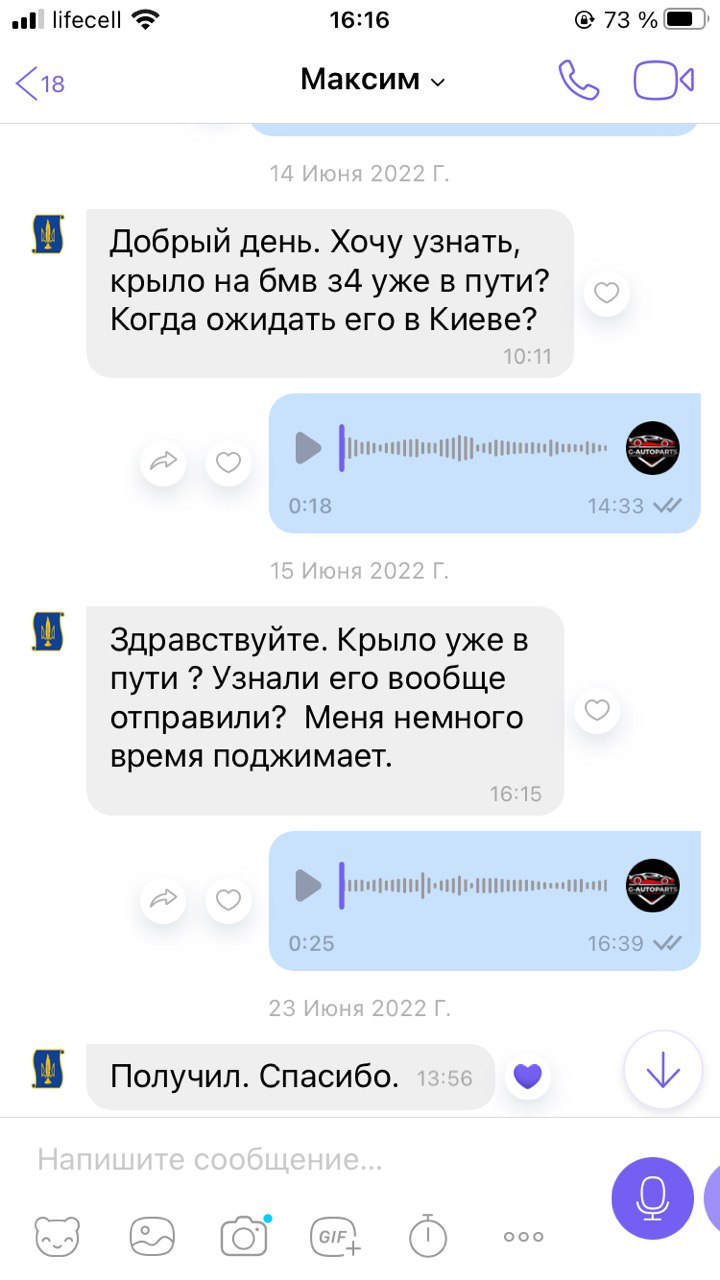 lifecell 16:16 73 %
18 Максим
14 Июня 2022 Г.
Добрый день. Хочу узнать,
крыло на бмв з4 уже в пути?
Когда ожидать его в Киеве?
10:11
G-AUTOPARTS
0:18 14:33
15 Июня 2022 Г.
Здравствуйте. Крыло уже в
пути ? Узнали его вообще
отправили?  Меня немного
время поджимает.
16:15
G-AUTOPARTS
0:25 16:39
23 Июня 2022 Г.
Получил. Спасибо. 13:56
Напишите сообщение...
GIF